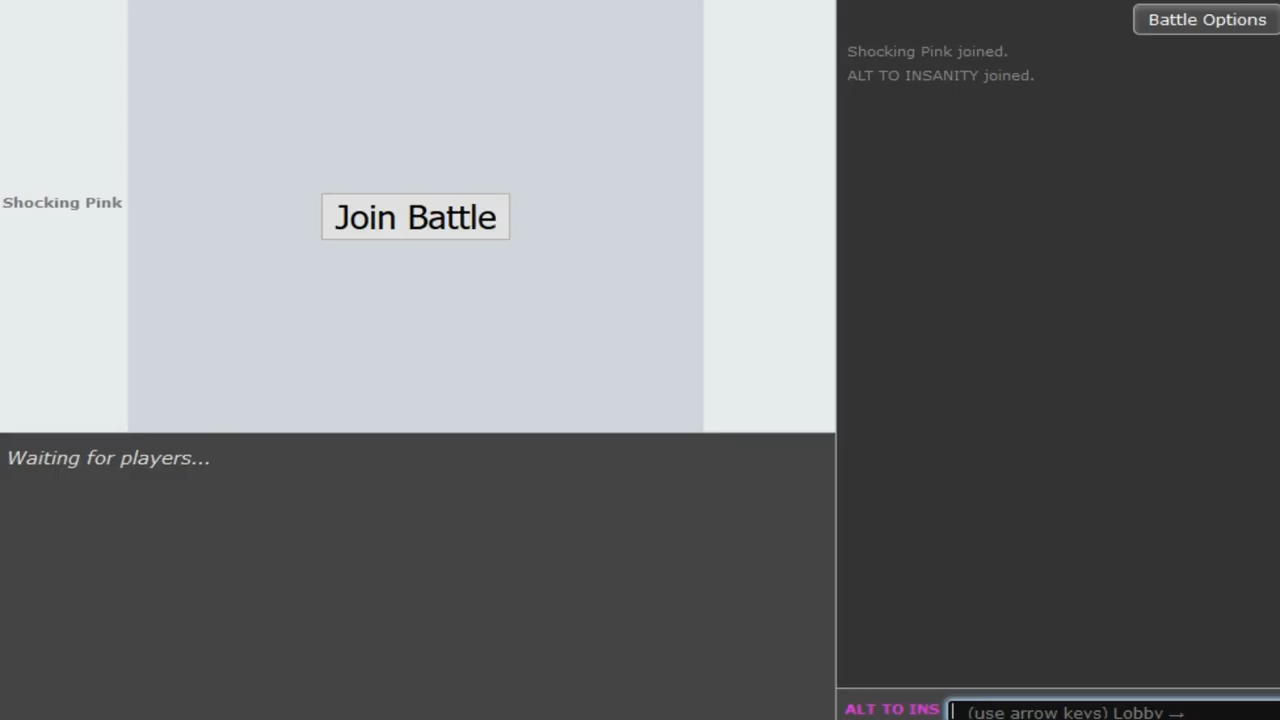 Battle Options
Shocking Pink joined.
ALT TO INSANITY joined.
Shocking Pink
Join Battle
Waiting for players...
ALT TO INS
(use arrow keys) Lobby →